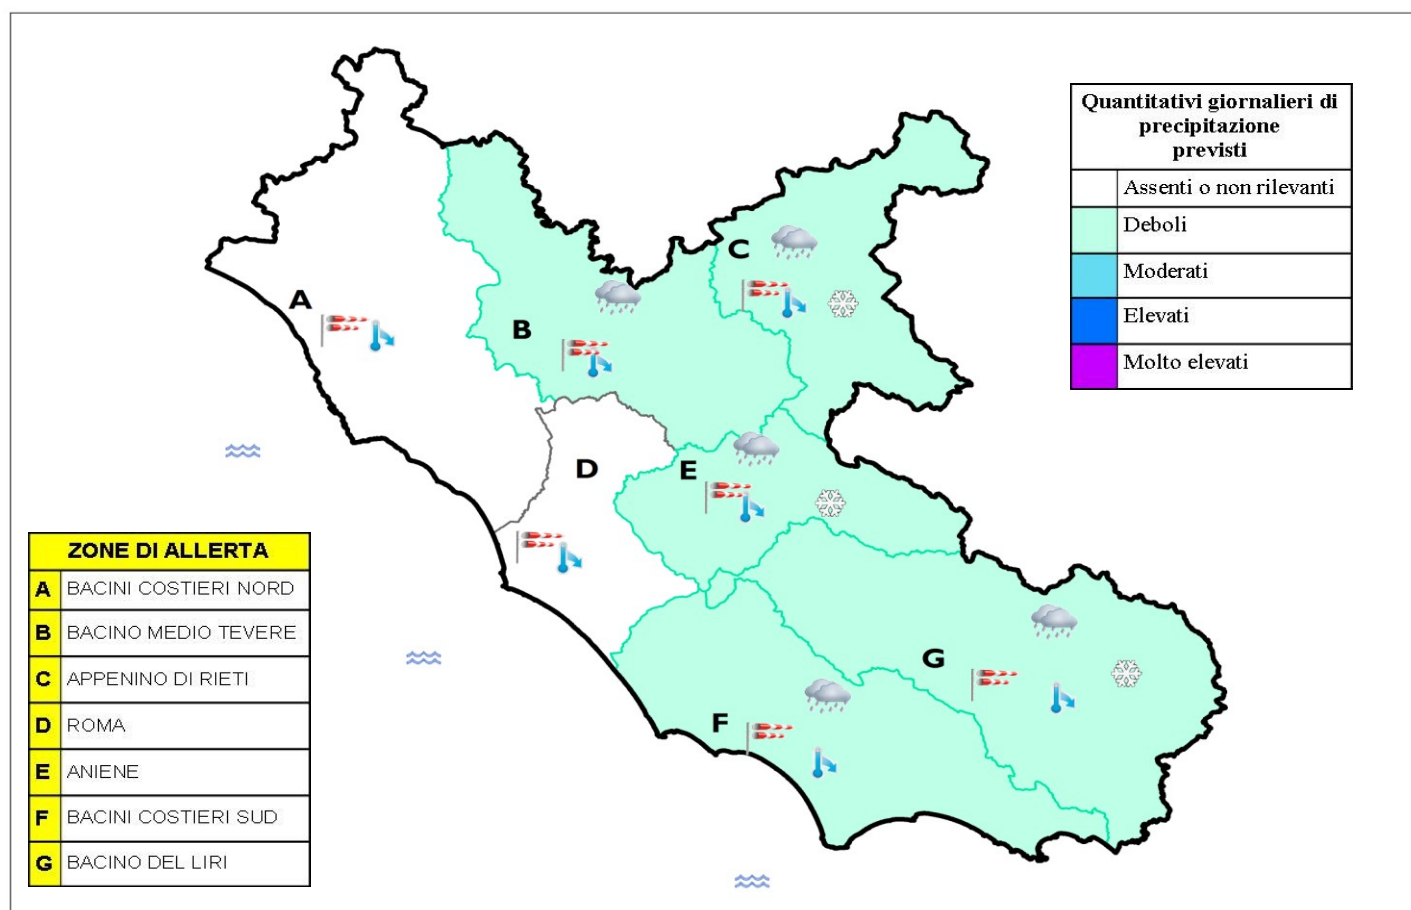 Quantitativi giornalieri di
precipitazione
previsti
Assenti o non rilevanti
Deboli
Moderati
Elevati
Molto elevati
C
A
B
D
E
G
F
ZONE DI ALLERTA
A BACINI COSTIERI NORD
B BACINO MEDIO TEVERE
C APPENINO DI RIETI
D ROMA
E ANIENE
F BACINI COSTIERI SUD
G BACINO DEL LIRI